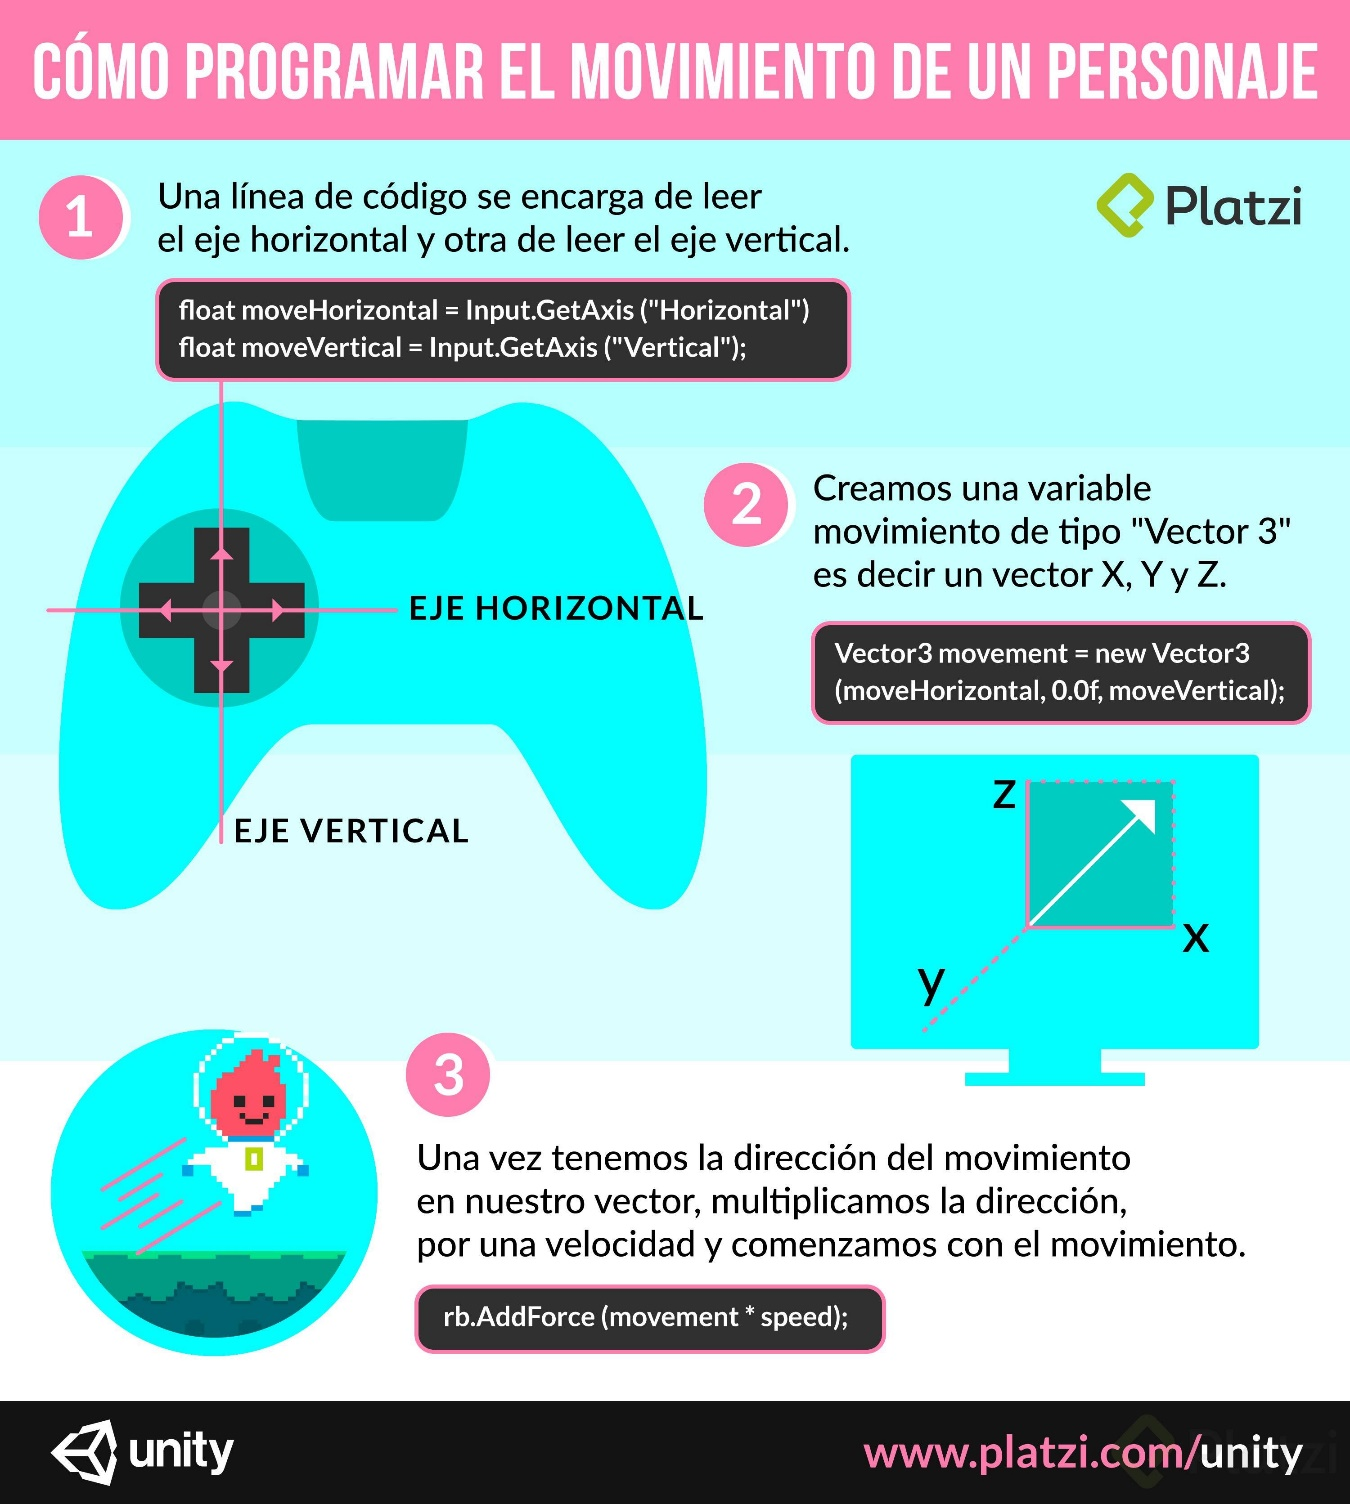 CÓMO PROGRAMAR EL MOVIMIENTO DE UN PERSONAJE
1
Una línea de código se encarga de leer
el eje horizontal y otra de leer el eje vertical.
Platzi
float moveHorizontal = Input.GetAxis ("Horizontal")
float moveVertical = Input.GetAxis ("Vertical");
EJE HORIZONTAL
EJE VERTICAL
2
Creamos una variable
movimiento de tipo "Vector 3"
es decir un vector X, Y y Z.
Vector3 movement = new Vector3
(moveHorizontal, 0.0f, moveVertical);
z
x
y
3
Una vez tenemos la dirección del movimiento
en nuestro vector, multiplicamos la dirección,
por una velocidad y comenzamos con el movimiento.
rb.AddForce (movement * speed);
unity
www.platzi.com/unity
Platzi